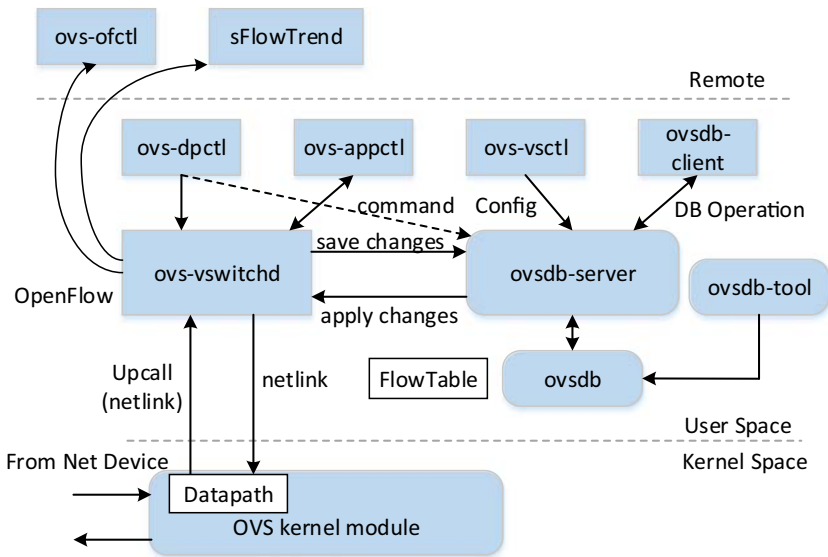 ovs-ofctl
sFlowTrend
Remote
ovs-dpctl
ovs-appctl
ovs-vsctl
ovsdb-
client
command
Config
DB Operation
ovs-vswitchd
save changes
ovsdb-server
ovsdb-tool
OpenFlow
apply changes
Upcall
(netlink)
netlink
FlowTable
ovsdb
User Space
From Net Device
Kernel Space
Datapath
OVS kernel module